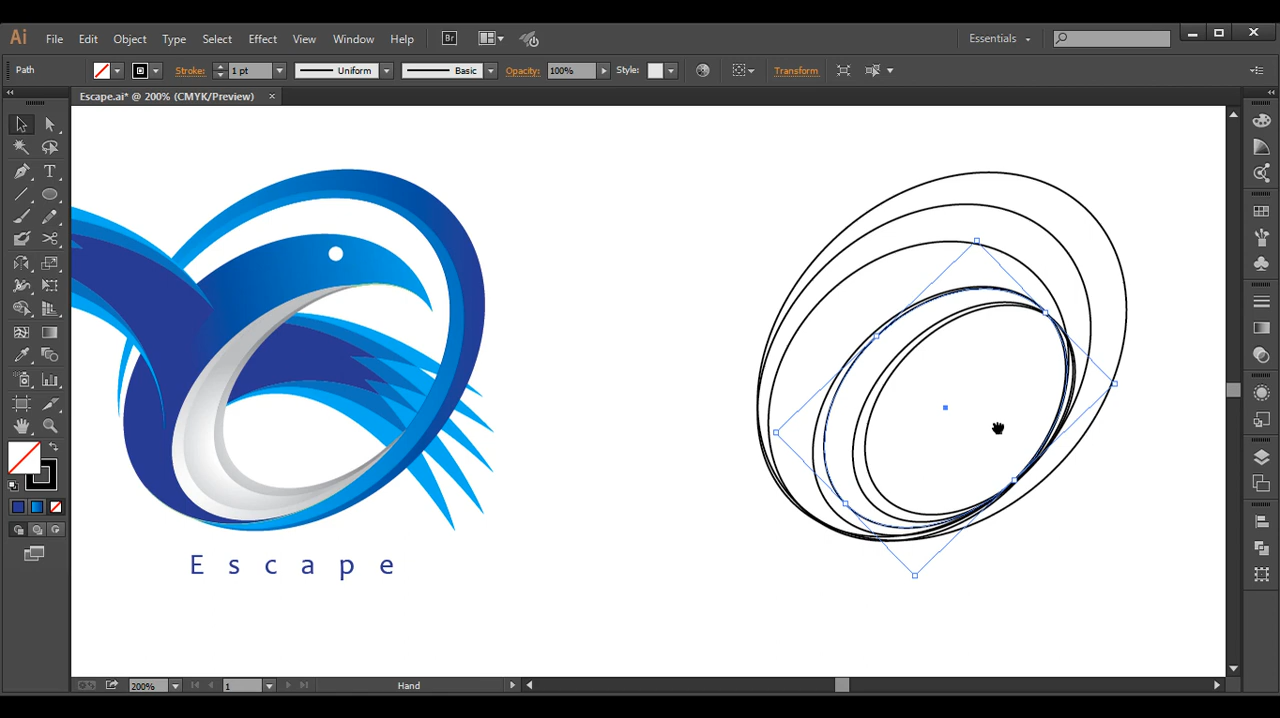 Ai File Edit Object Type Select Effect View Window Help Br Essentials
Path Stroke: 1 pt Uniform Basic Opacity: 100% Style: Transform
Escape.ai* @ 200% (CMYK/Preview) ×
T
Escape
200% 1 Hand